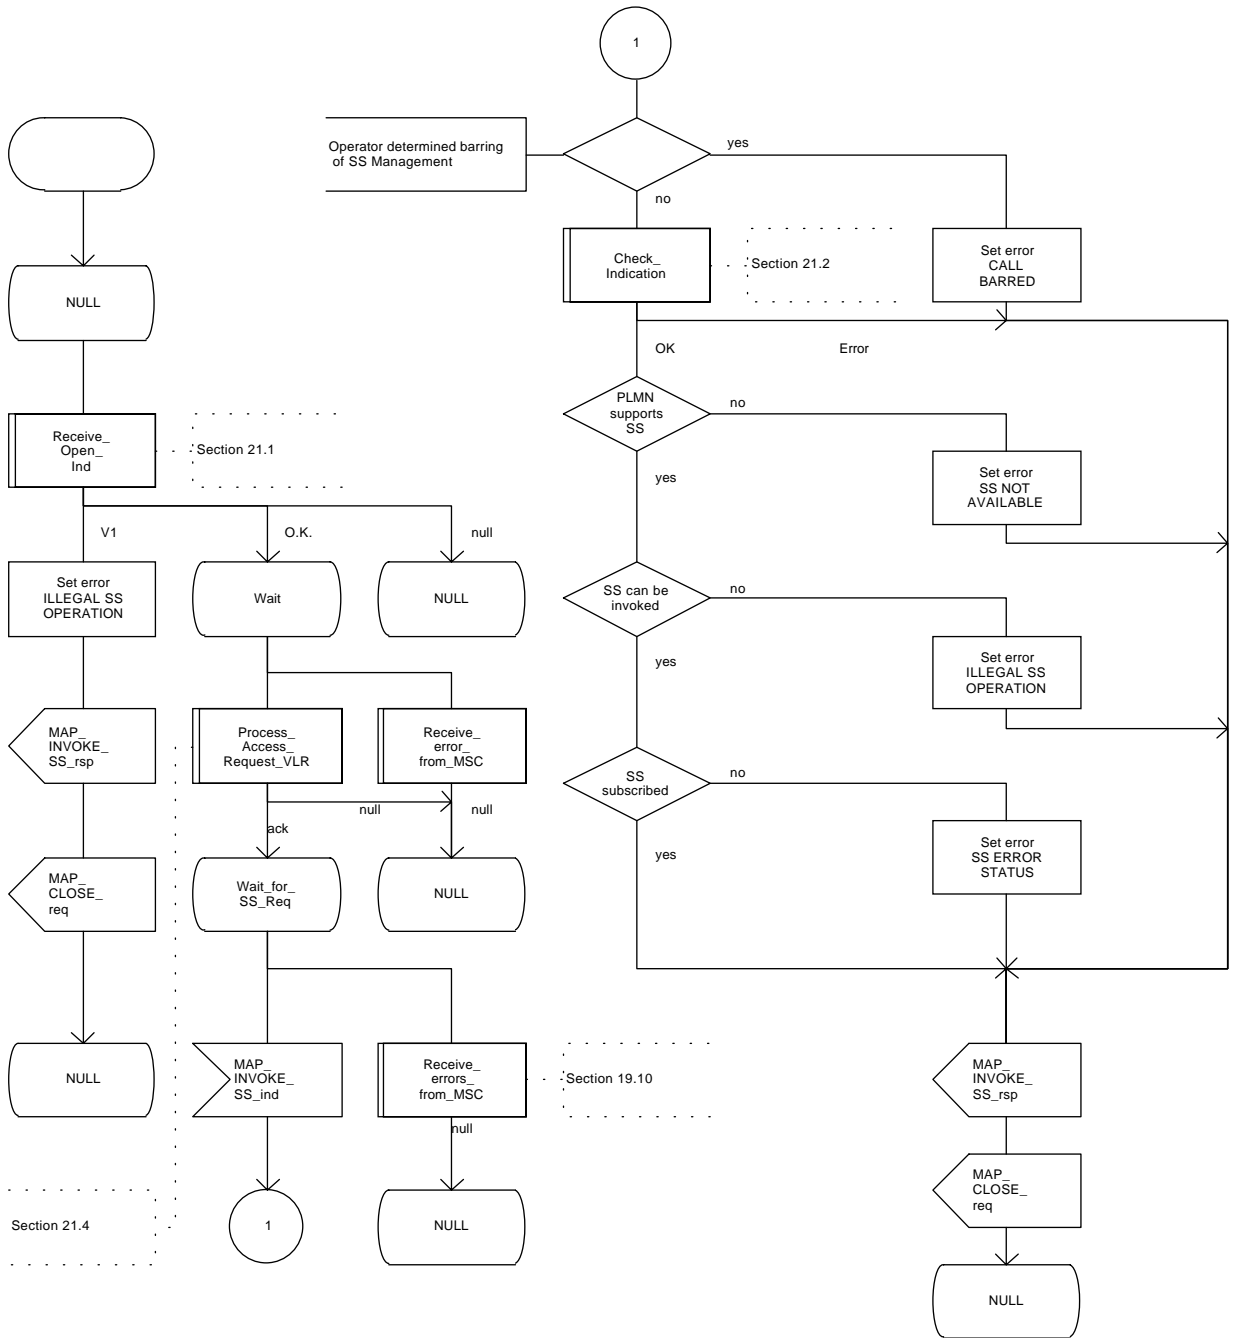 1
Operator determined barring
of SS Management
yes
no
Check_
Indication
Section 21.2
Set error
CALL
BARRED
NULL
OK
Error
PLMN
supports
SS
no
yes
Receive_
Open_
Ind
Section 21.1
Set error
SS NOT
AVAILABLE
V1
O.K.
null
Set error
ILLEGAL SS
OPERATION
Wait
NULL
SS can be
invoked
no
yes
Set error
ILLEGAL SS
OPERATION
MAP_
INVOKE_
SS_rsp
Process_
Access_
Request_VLR
Receive_
error_
from_MSC
SS
subscribed
no
yes
null
null
ack
Set error
SS ERROR
STATUS
MAP_
CLOSE_
req
Wait_for_
SS_Req
NULL
NULL
MAP_
INVOKE_
SS_ind
Receive_
errors_
from_MSC
Section 19.10
null
MAP_
INVOKE_
SS_rsp
Section 21.4
1
NULL
MAP_
CLOSE_
req
NULL